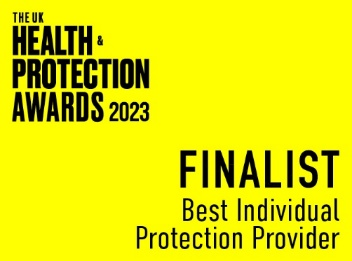 THE UK
HEALTH &
PROTECTION
AWARDS 2023
FINALIST
Best Individual
Protection Provider